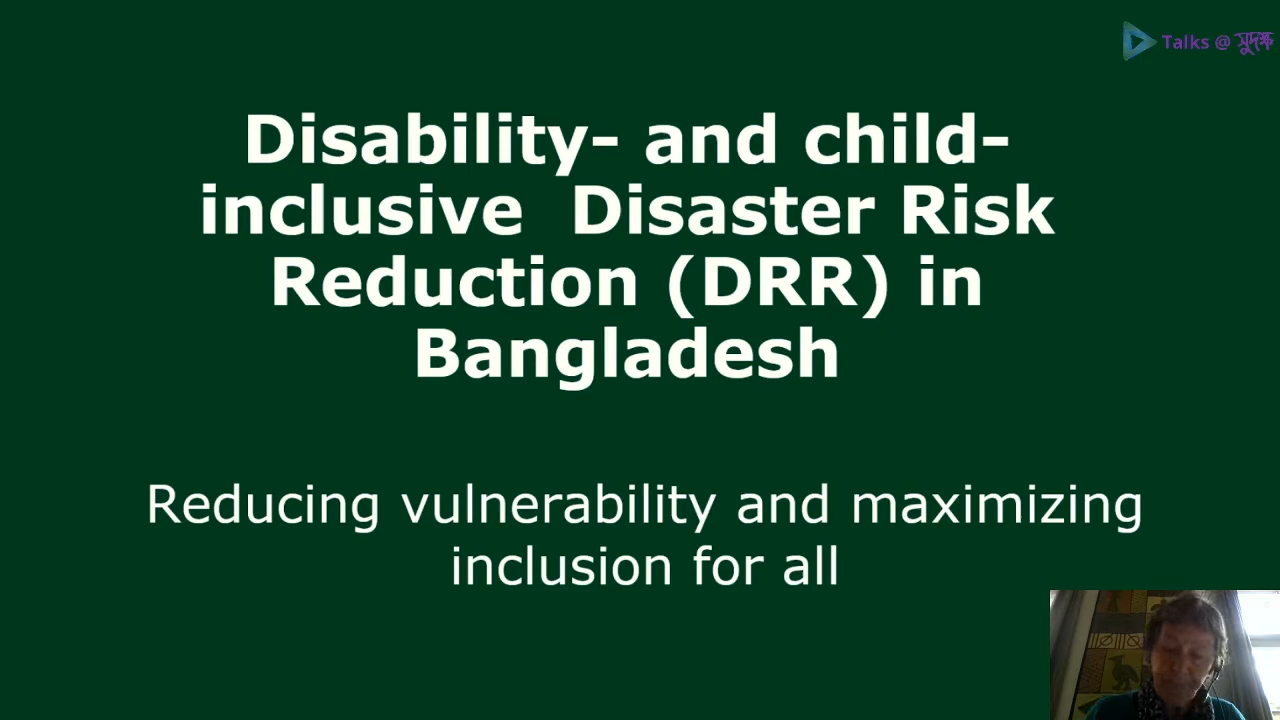 Talks @ সুদক্ষ
Disability- and child-
inclusive Disaster Risk
Reduction (DRR) in
Bangladesh
Reducing vulnerability and maximizing
inclusion for all